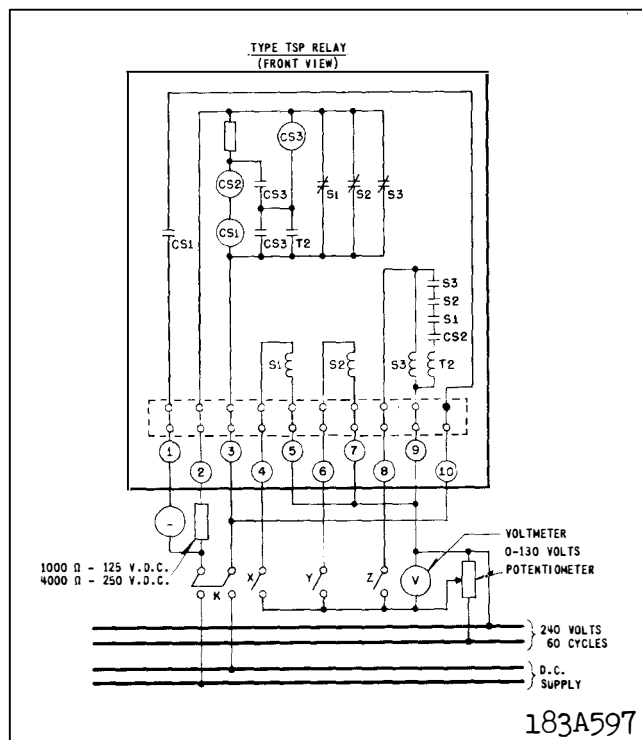 TYPE TSP RELAY
(FRONT VIEW)
CS3
CS2
CS3
S1
S2
S3
CS1
CS1
CS3
T2
S3
S2
S1
CS2
S1
S2
S3
T2
1
2
3
4
5
6
7
8
9
10
-
1000 Ω - 125 V.D.C.
4000 Ω - 250 V.D.C.
K
X
Y
Z
V
VOLTMETER
0-130 VOLTS
POTENTIOMETER
240 VOLTS
60 CYCLES
D.C.
SUPPLY
183A597